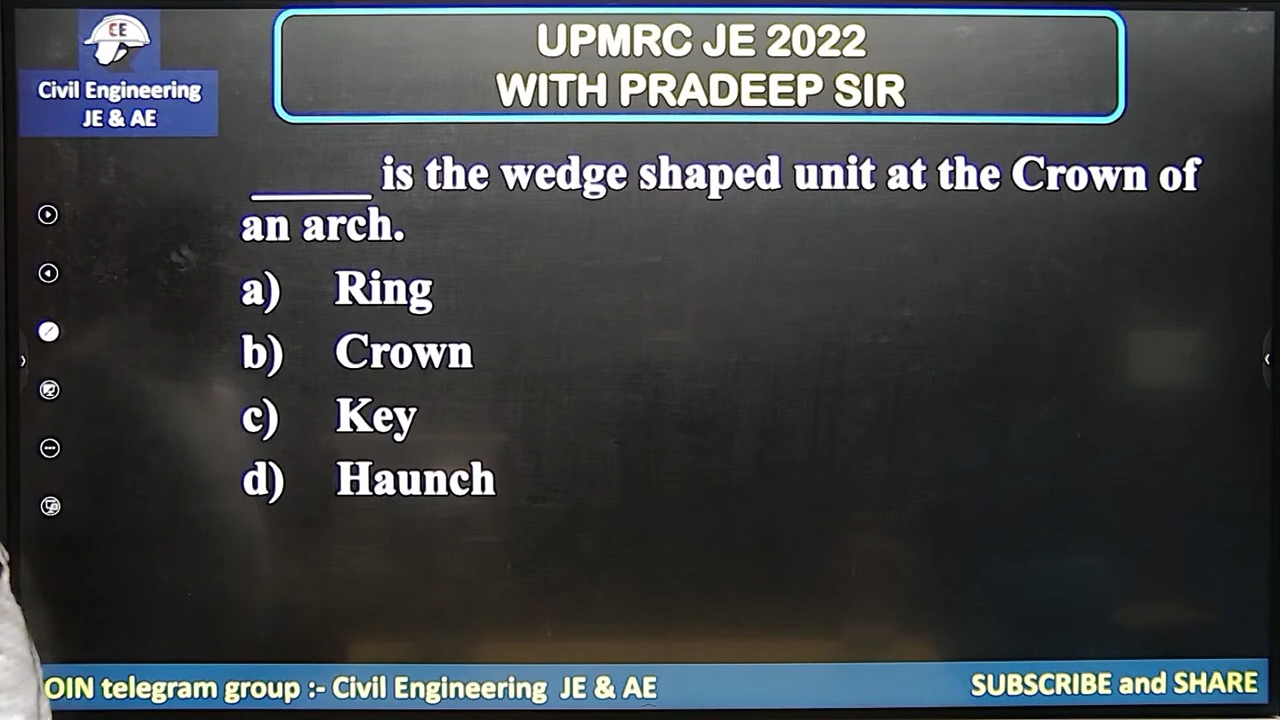 CE
Civil Engineering
JE & AE
UPMRC JE 2022
WITH PRADEEP SIR
_____ is the wedge shaped unit at the Crown of
an arch.
a) Ring
b) Crown
c) Key
d) Haunch
OIN telegram group :- Civil Engineering JE & AE
SUBSCRIBE and SHARE